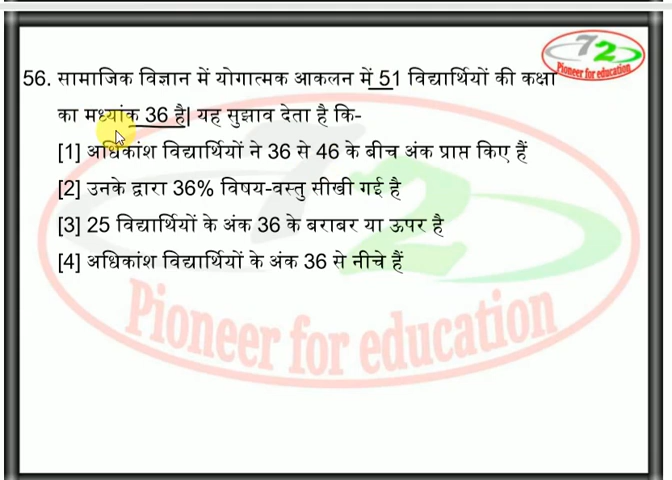 72
Pioneer for education
56. सामाजिक विज्ञान में योगात्मक आकलन में 51 विद्यार्थियों की कक्षा
का मध्यांक 36 है| यह सुझाव देता है कि-
[1] अधिकांश विद्यार्थियों ने 36 से 46 के बीच अंक प्राप्त किए हैं
[2] उनके द्वारा 36% विषय-वस्तु सीखी गई है
[3] 25 विद्यार्थियों के अंक 36 के बराबर या ऊपर है
[4] अधिकांश विद्यार्थियों के अंक 36 से नीचे हैं
72
Pioneer for education